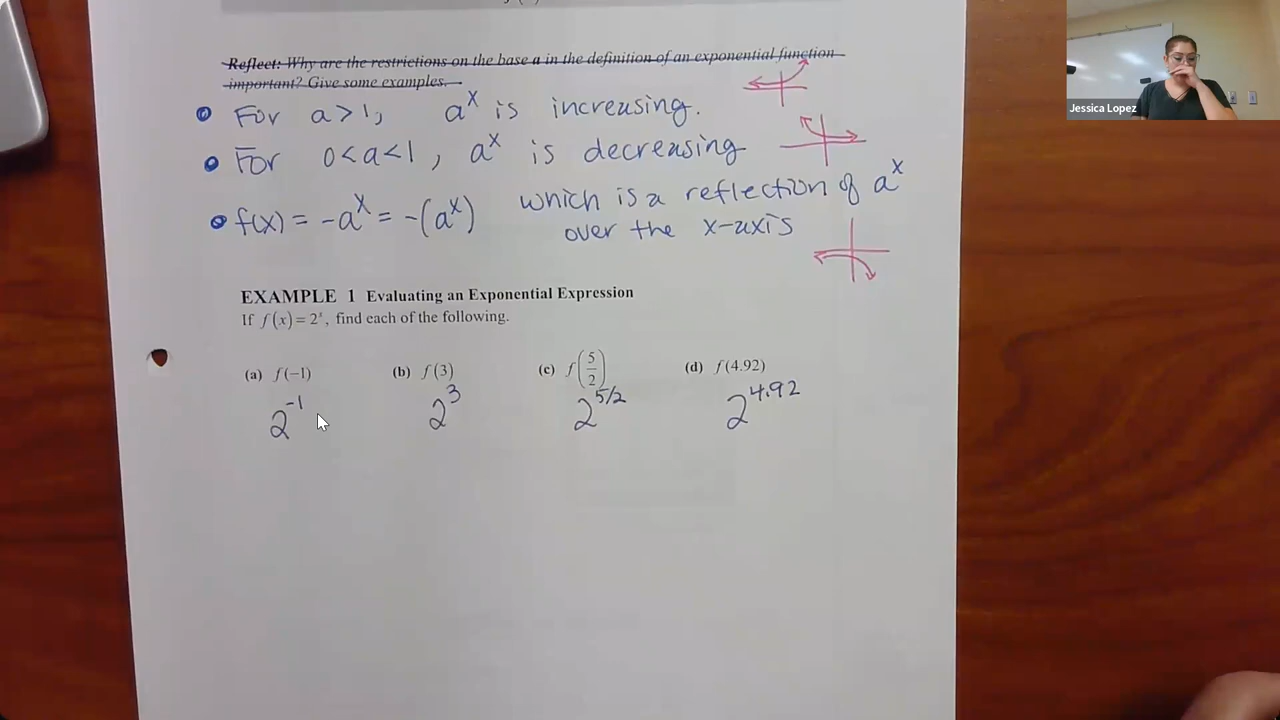 Reflect: Why are the restrictions on the base a in the definition of an exponential function
important? Give some examples.
For a>1, a^x is increasing.
For 0<a<1, a^x is decreasing
f(x) = -a^x = -(a^x) which is a reflection of a^x
over the x-axis
EXAMPLE 1 Evaluating an Exponential Expression
If f(x) = 2^x, find each of the following.
(a) f(−1) (b) f(3) (c) f(5/2) (d) f(4.92)
2^-1 2^3 2^5/2 2^4.92
Jessica Lopez